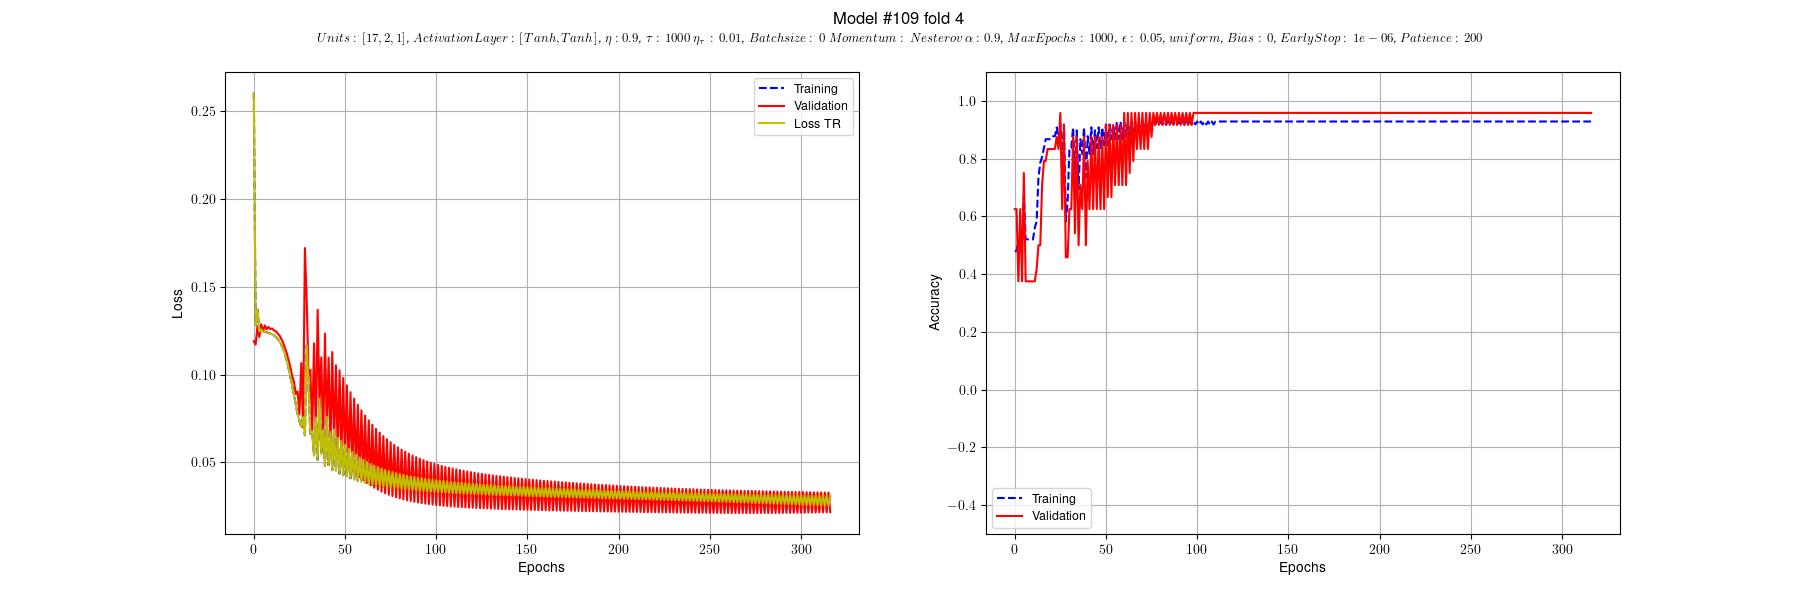 Model #109 fold 4
Units : [17, 2, 1], ActivationLayer : [Tanh, Tanh], η : 0.9, τ : 1000 ητ : 0.01, Batchsize : 0 Momentum : Nesterov α : 0.9, MaxEpochs : 1000, ϵ : 0.05, uniform, Bias : 0, EarlyStop : 1e − 06, Patience : 200
Training
Validation
Loss TR
0.25
0.20
0.15
0.10
0.05
Loss
0 50 100 150 200 250 300
Epochs
1.0
0.8
0.6
0.4
0.2
0.0
−0.2
−0.4
Accuracy
Training
Validation
0 50 100 150 200 250 300
Epochs